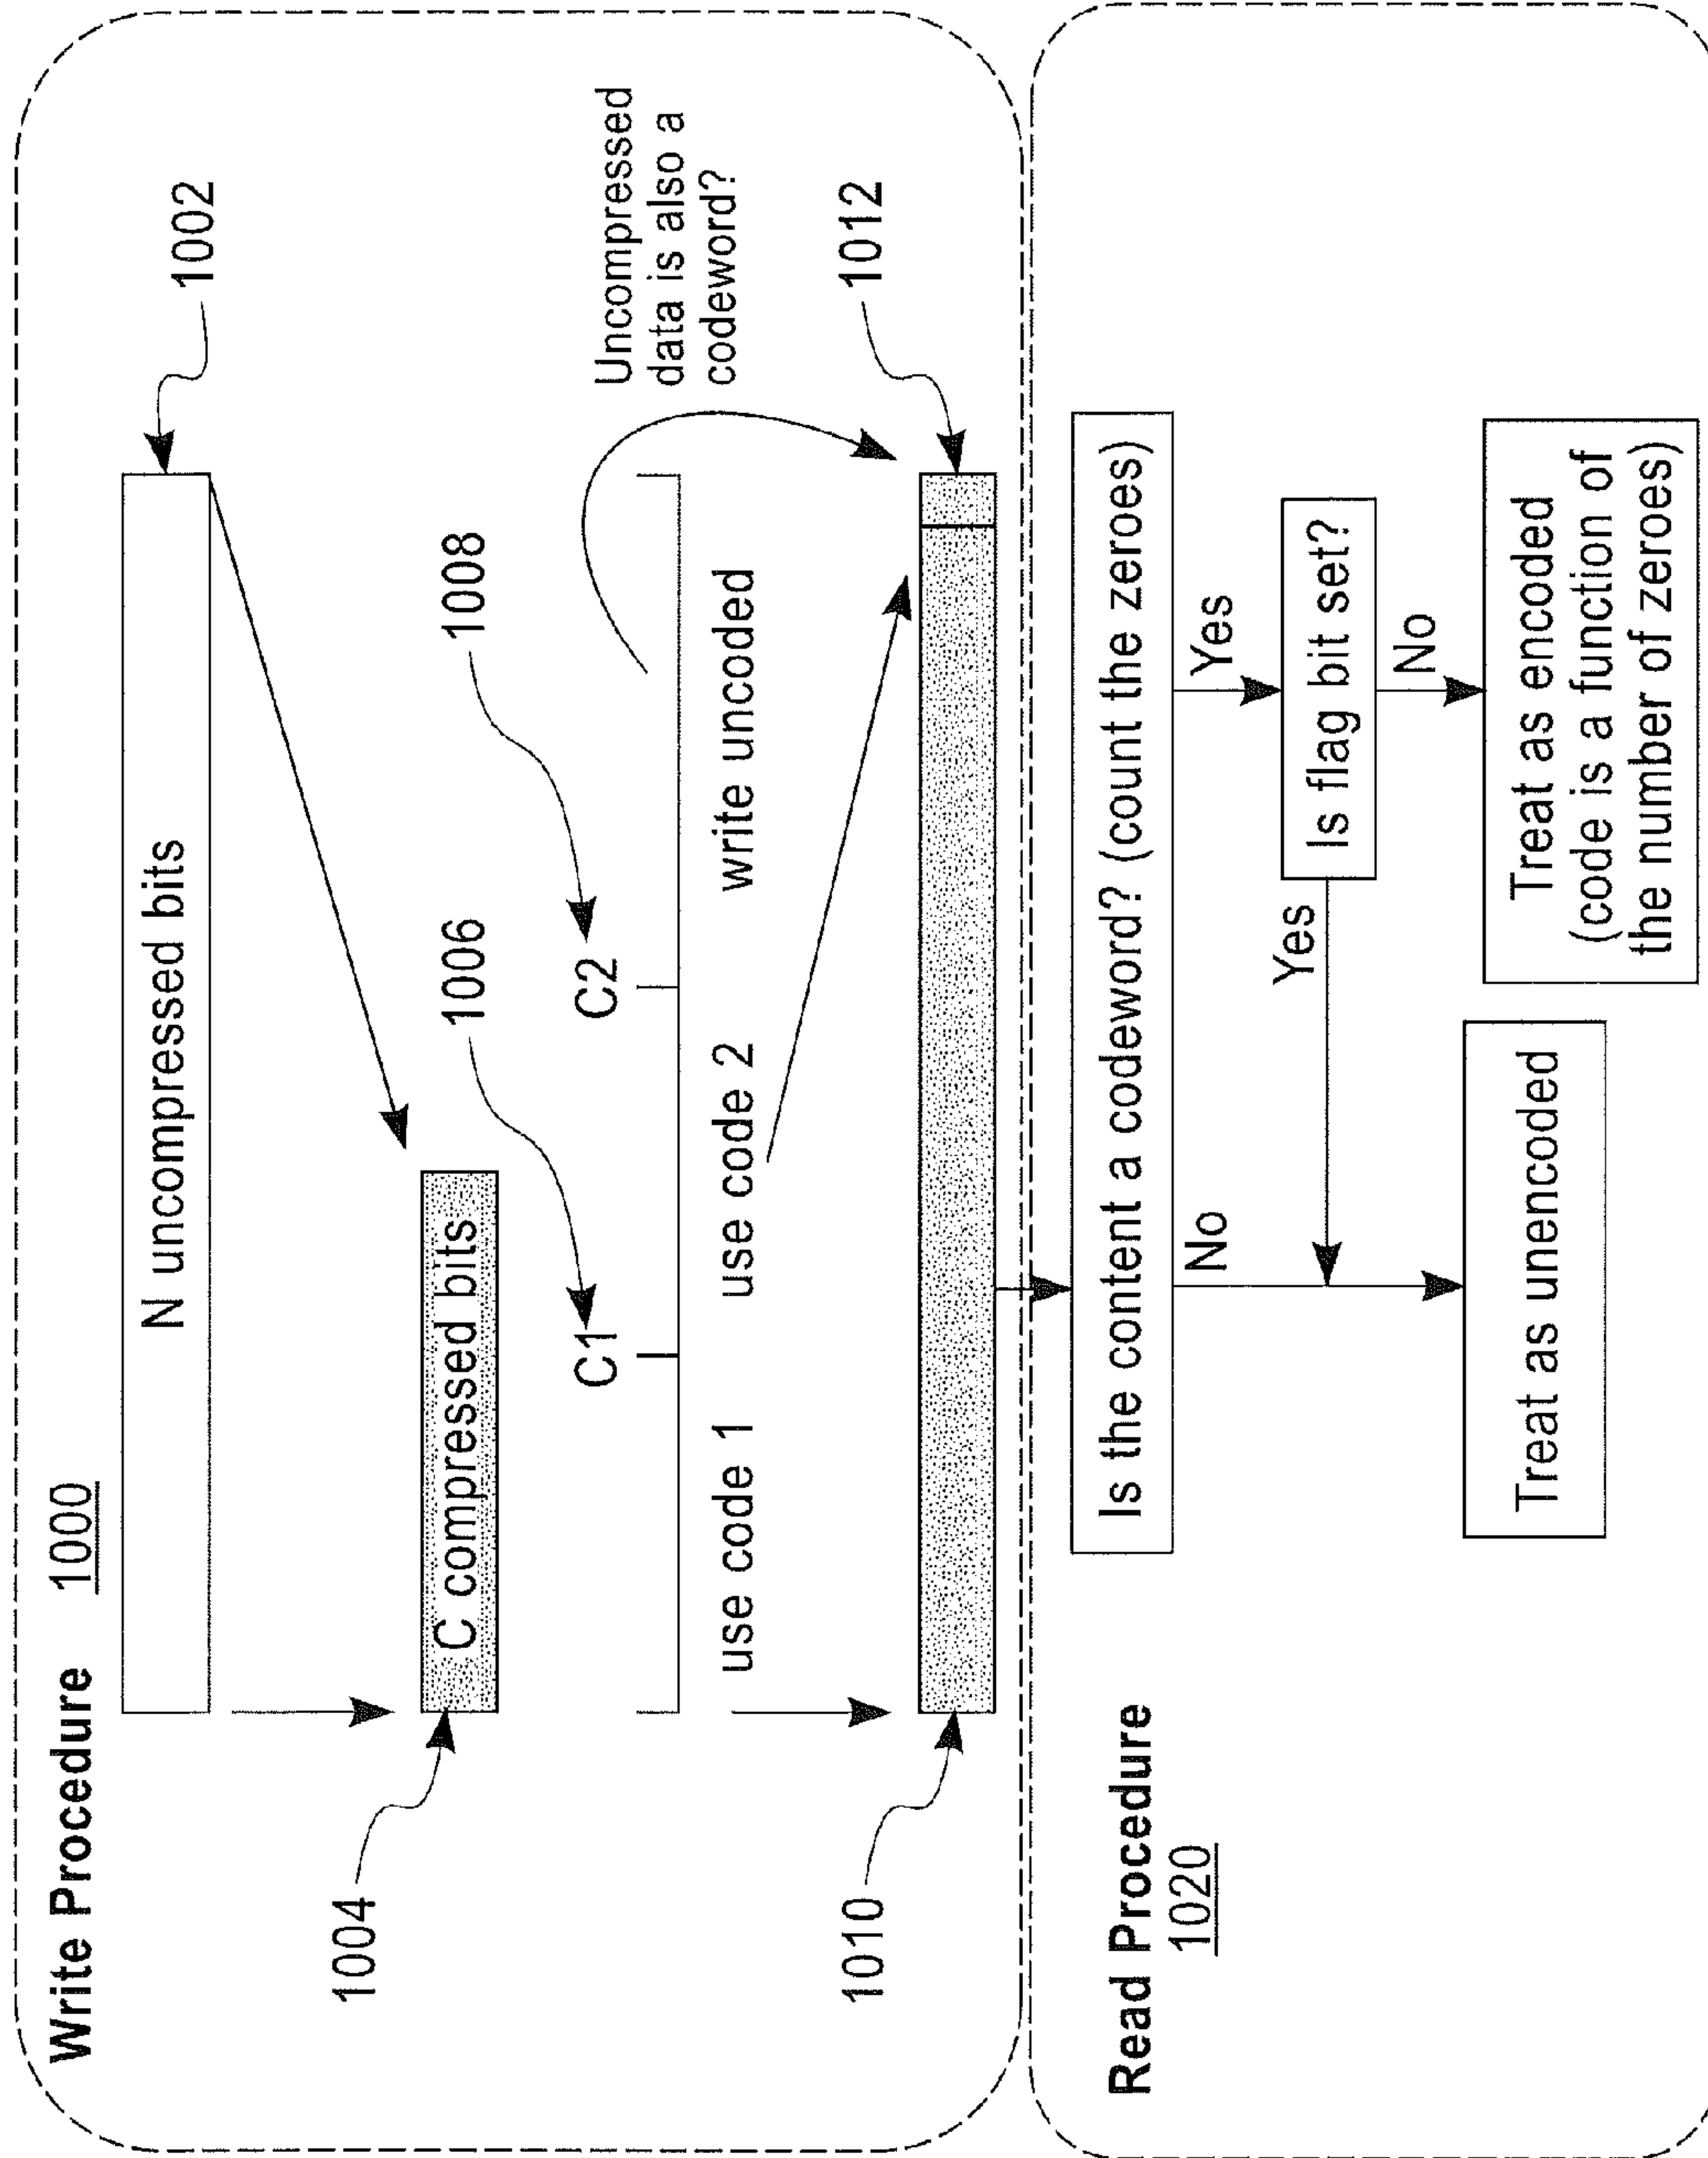 Write Procedure 1000
N uncompressed bits
1002
1004
C compressed bits
1006
1008
C1
C2
Uncompressed
data is also a
codeword?
use code 1
use code 2
write uncoded
1010
1012
Read Procedure
1020
Is the content a codeword? (count the zeroes)
No
Yes
Yes
Is flag bit set?
No
Treat as unencoded
Treat as encoded
(code is a function of
the number of zeroes)